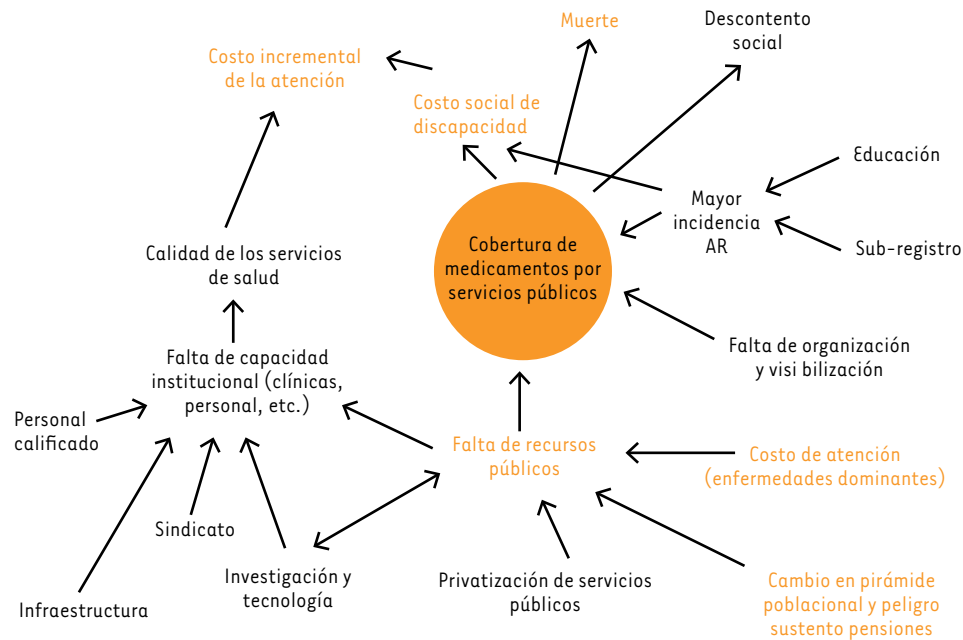 Muerte
Descontento
social
Costo incremental
de la atención
Costo social de
discapacidad
Educación
Mayor
incidencia
AR
Sub-registro
Cobertura de
medicamentos por
servicios públicos
Calidad de los servicios
de salud
Falta de organización
y visi bilización
Falta de capacidad
institucional (clínicas,
personal, etc.)
Personal
calificado
Falta de recursos
públicos
Costo de atención
(enfermedades dominantes)
Sindicato
Infraestructura
Investigación y
tecnología
Privatización de servicios
públicos
Cambio en pirámide
poblacional y peligro
sustento pensiones